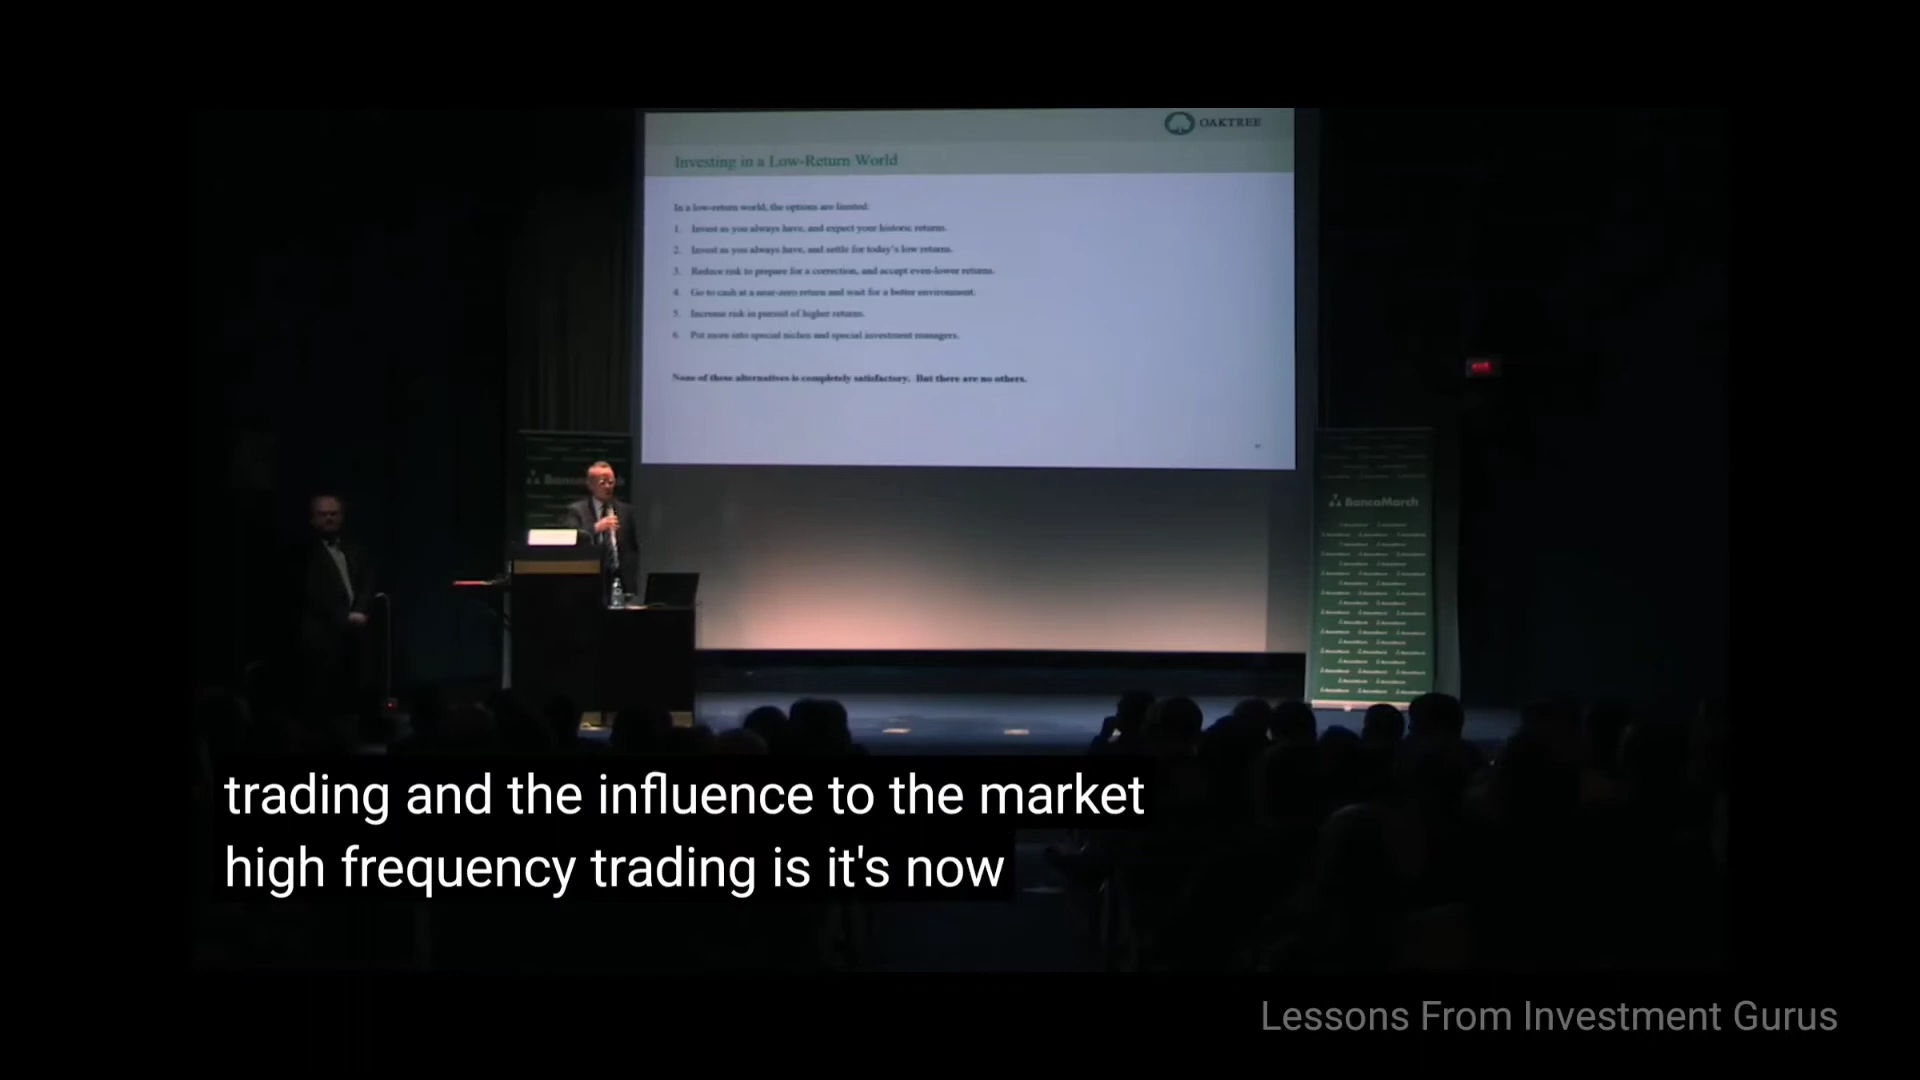 OAKTREE
Investing in a Low-Return World
In a low-return world, the options are limited:
1. Invest as you always have, and expect your historic returns.
2. Invest as you always have, and settle for today's low returns.
3. Reduce risk to prepare for a correction, and accept even-lower returns.
4. Go to cash at a near-zero return and wait for a better environment.
5. Increase risk in pursuit of higher returns.
6. Put more into special niches and special investment managers.
None of these alternatives is completely satisfactory. But there are no others.
BancaMarch
trading and the influence to the market
high frequency trading is it's now
Lessons From Investment Gurus